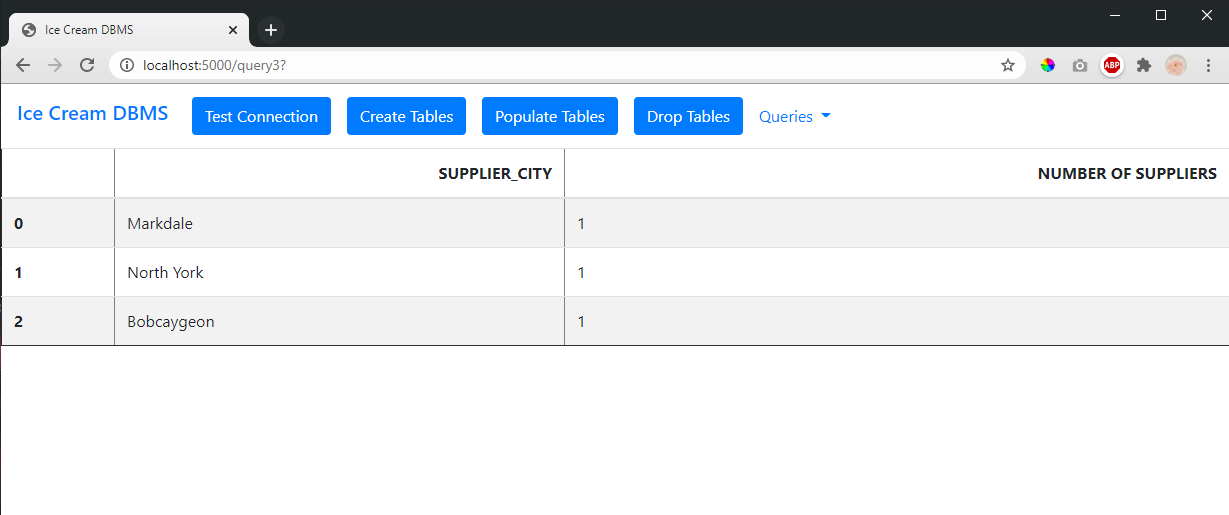 Ice Cream DBMS
localhost:5000/query3?
ABP
Ice Cream DBMS Test Connection Create Tables Populate Tables Drop Tables Queries
SUPPLIER_CITY NUMBER OF SUPPLIERS
0 Markdale 1
1 North York 1
2 Bobcaygeon 1